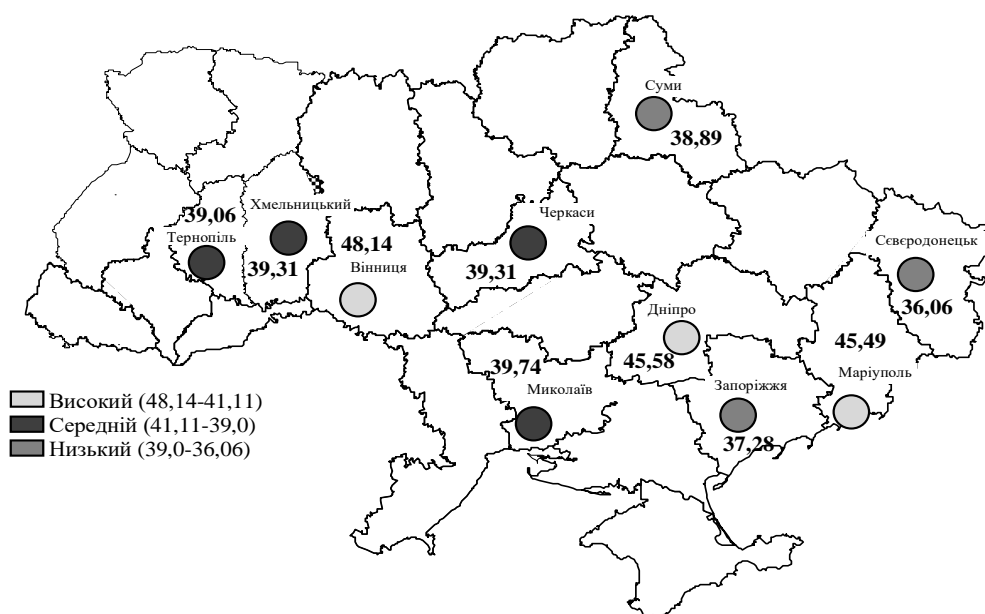 Суми
38,89
Хмельницький
39,06
Тернопіль
39,31
48,14
Вінниця
Черкаси
39,31
Сєвєродонецьк
36,06
Дніпро
45,58
45,49
Маріуполь
39,74
Миколаїв
Запоріжжя
37,28
Високий (48,14-41,11)
Середній (41,11-39,0)
Низький (39,0-36,06)